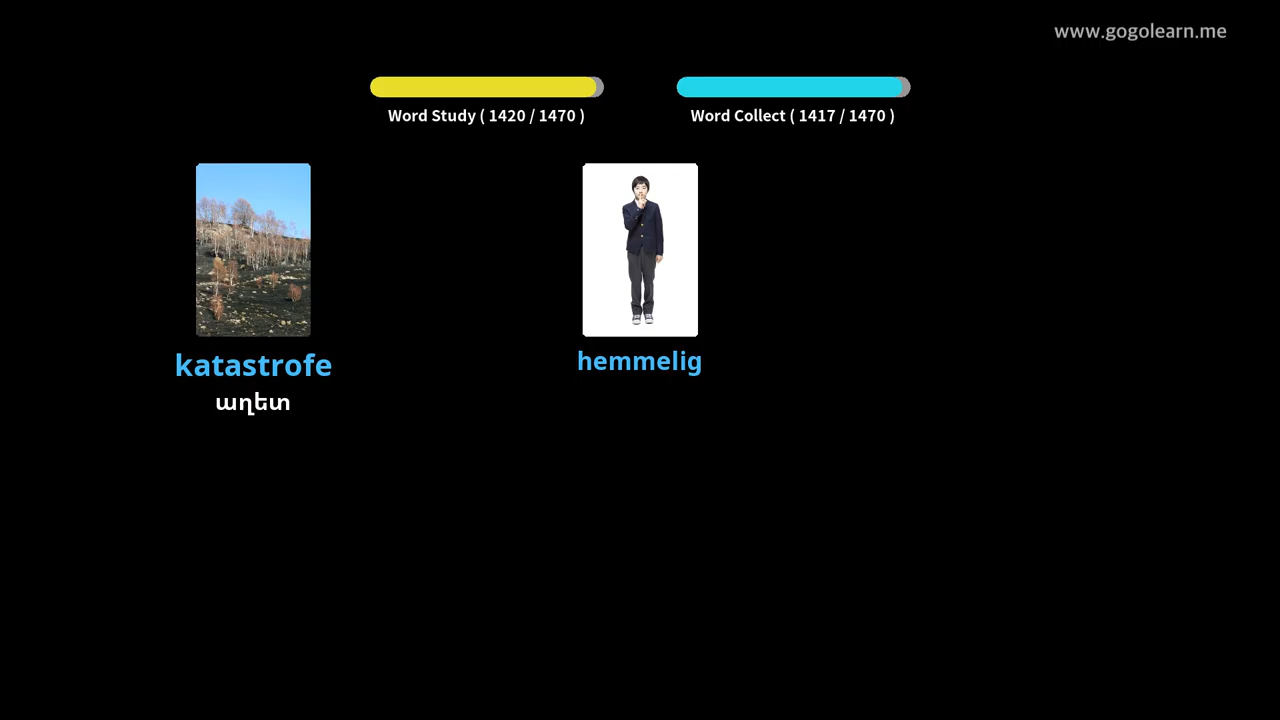 www.gogolearn.me
Word Study ( 1420 / 1470 )
Word Collect ( 1417 / 1470 )
katastrofe
աղետ
hemmelig